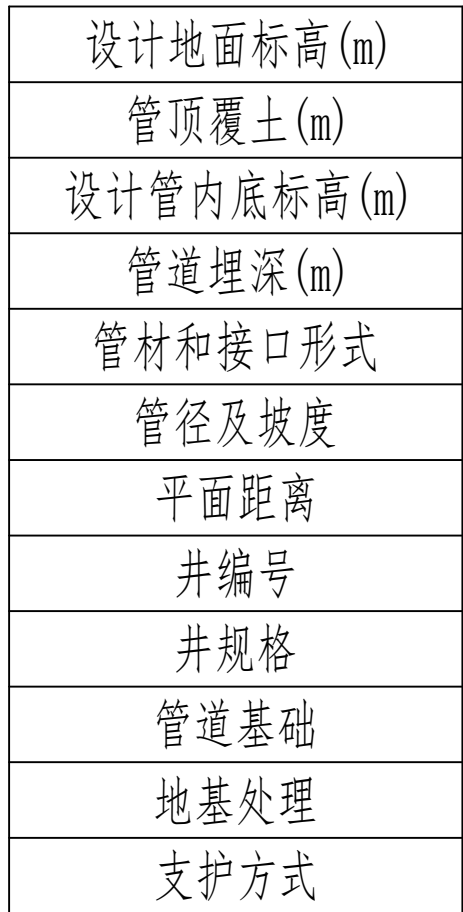 设计地面标高(m)
管顶覆土(m)
设计管内底标高(m)
管道埋深(m)
管材和接口形式
管径及坡度
平面距离
井编号
井规格
管道基础
地基处理
支护方式